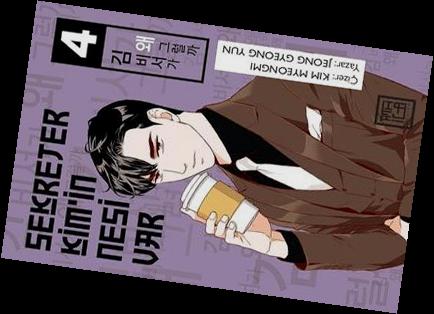 4
김
비서가
왜
그럴까
Çizer: KIM MYEONGMI
Yazar: JEONG GYEONG YUN
SEKRETER
KİM'İN
NESİ
VAR